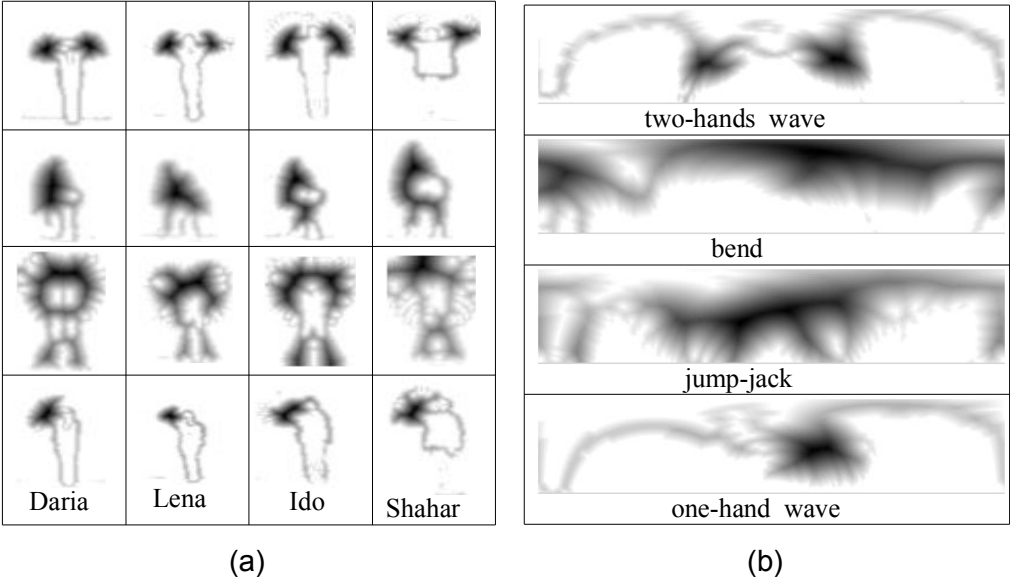 Daria Lena Ido Shahar
(a)
two-hands wave
bend
jump-jack
one-hand wave
(b)